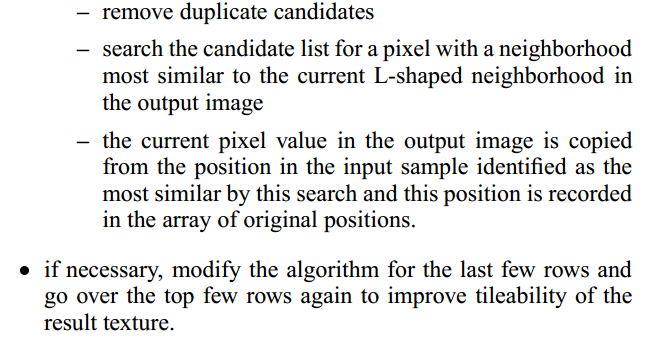 – remove duplicate candidates
– search the candidate list for a pixel with a neighborhood
most similar to the current L-shaped neighborhood in
the output image
– the current pixel value in the output image is copied
from the position in the input sample identified as the
most similar by this search and this position is recorded
in the array of original positions.
• if necessary, modify the algorithm for the last few rows and
go over the top few rows again to improve tileability of the
result texture.